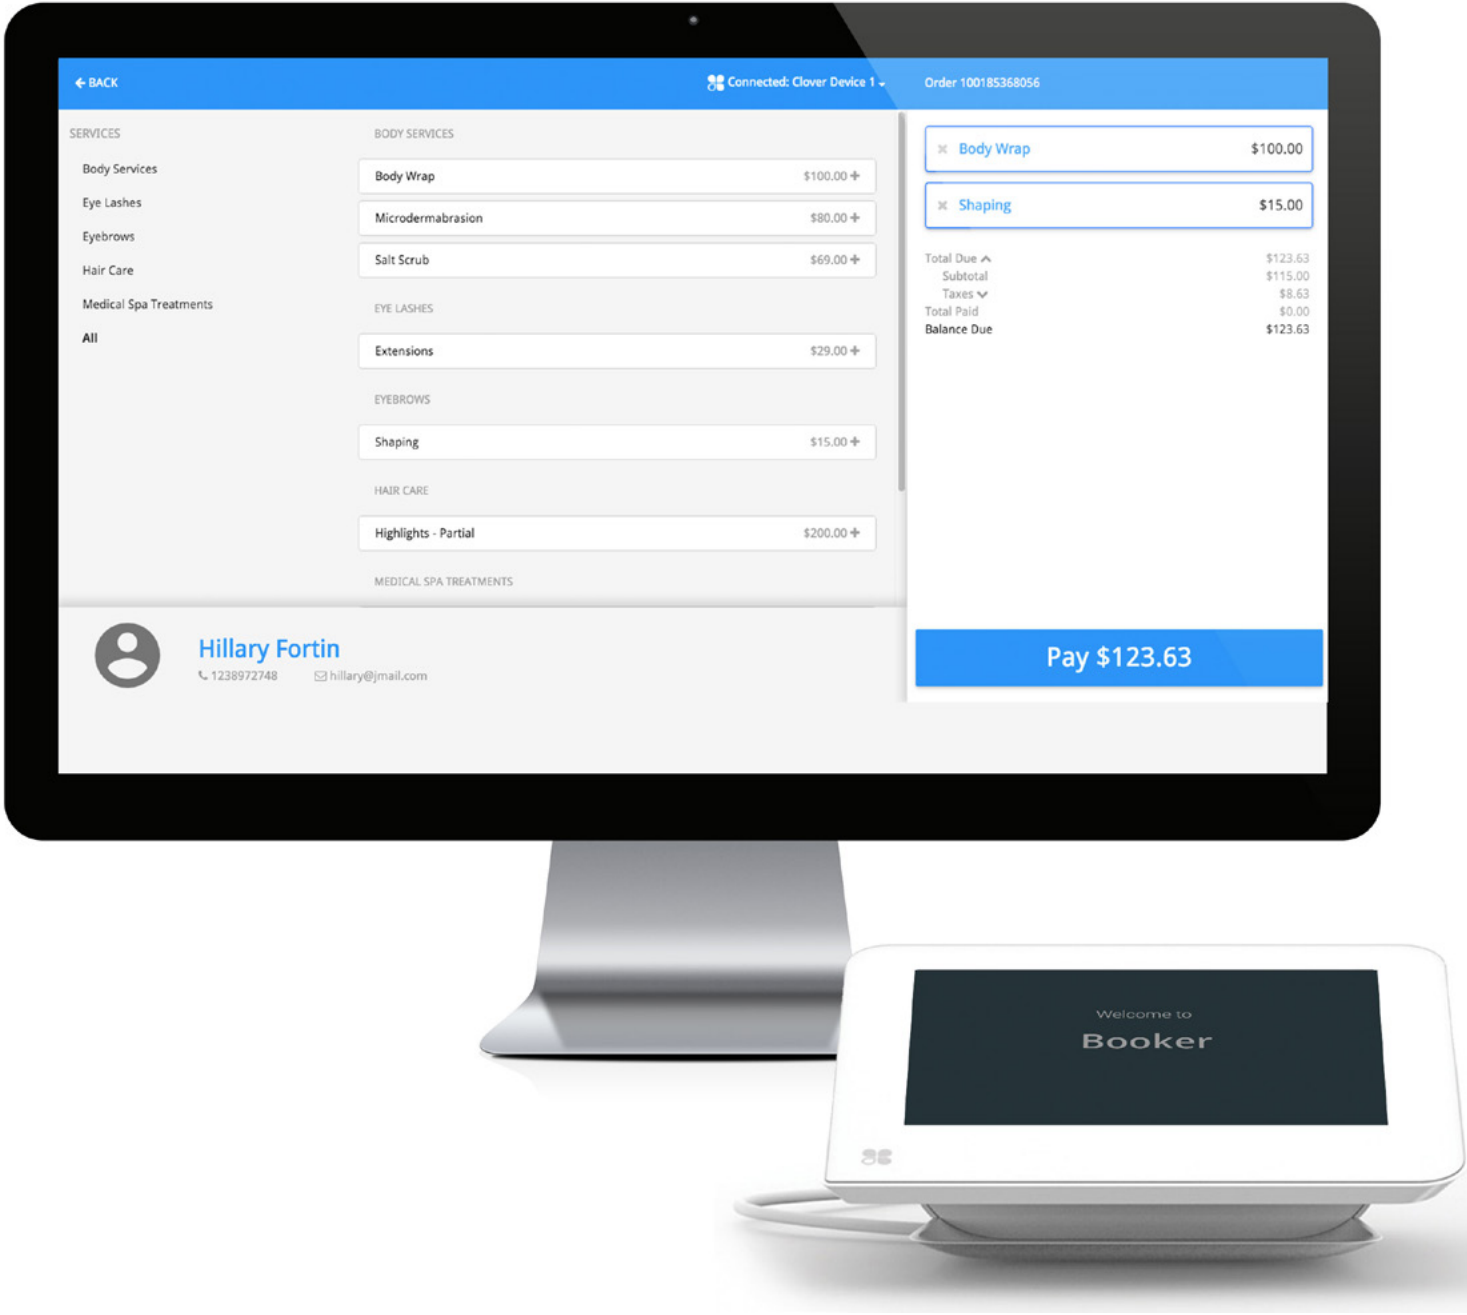 ← BACK
Connected: Clover Device 1
Order 100185368056
SERVICES
Body Services
Eye Lashes
Eyebrows
Hair Care
Medical Spa Treatments
All
BODY SERVICES
Body Wrap $100.00 +
Microdermabrasion $80.00 +
Salt Scrub $69.00 +
EYE LASHES
Extensions $29.00 +
EYEBROWS
Shaping $15.00 +
HAIR CARE
Highlights - Partial $200.00 +
MEDICAL SPA TREATMENTS
× Body Wrap $100.00
× Shaping $15.00
Total Due $123.63
Subtotal $115.00
Taxes $8.63
Total Paid $0.00
Balance Due $123.63
Pay $123.63
Hillary Fortin
1238972748 hillary@jmail.com
Welcome to
Booker